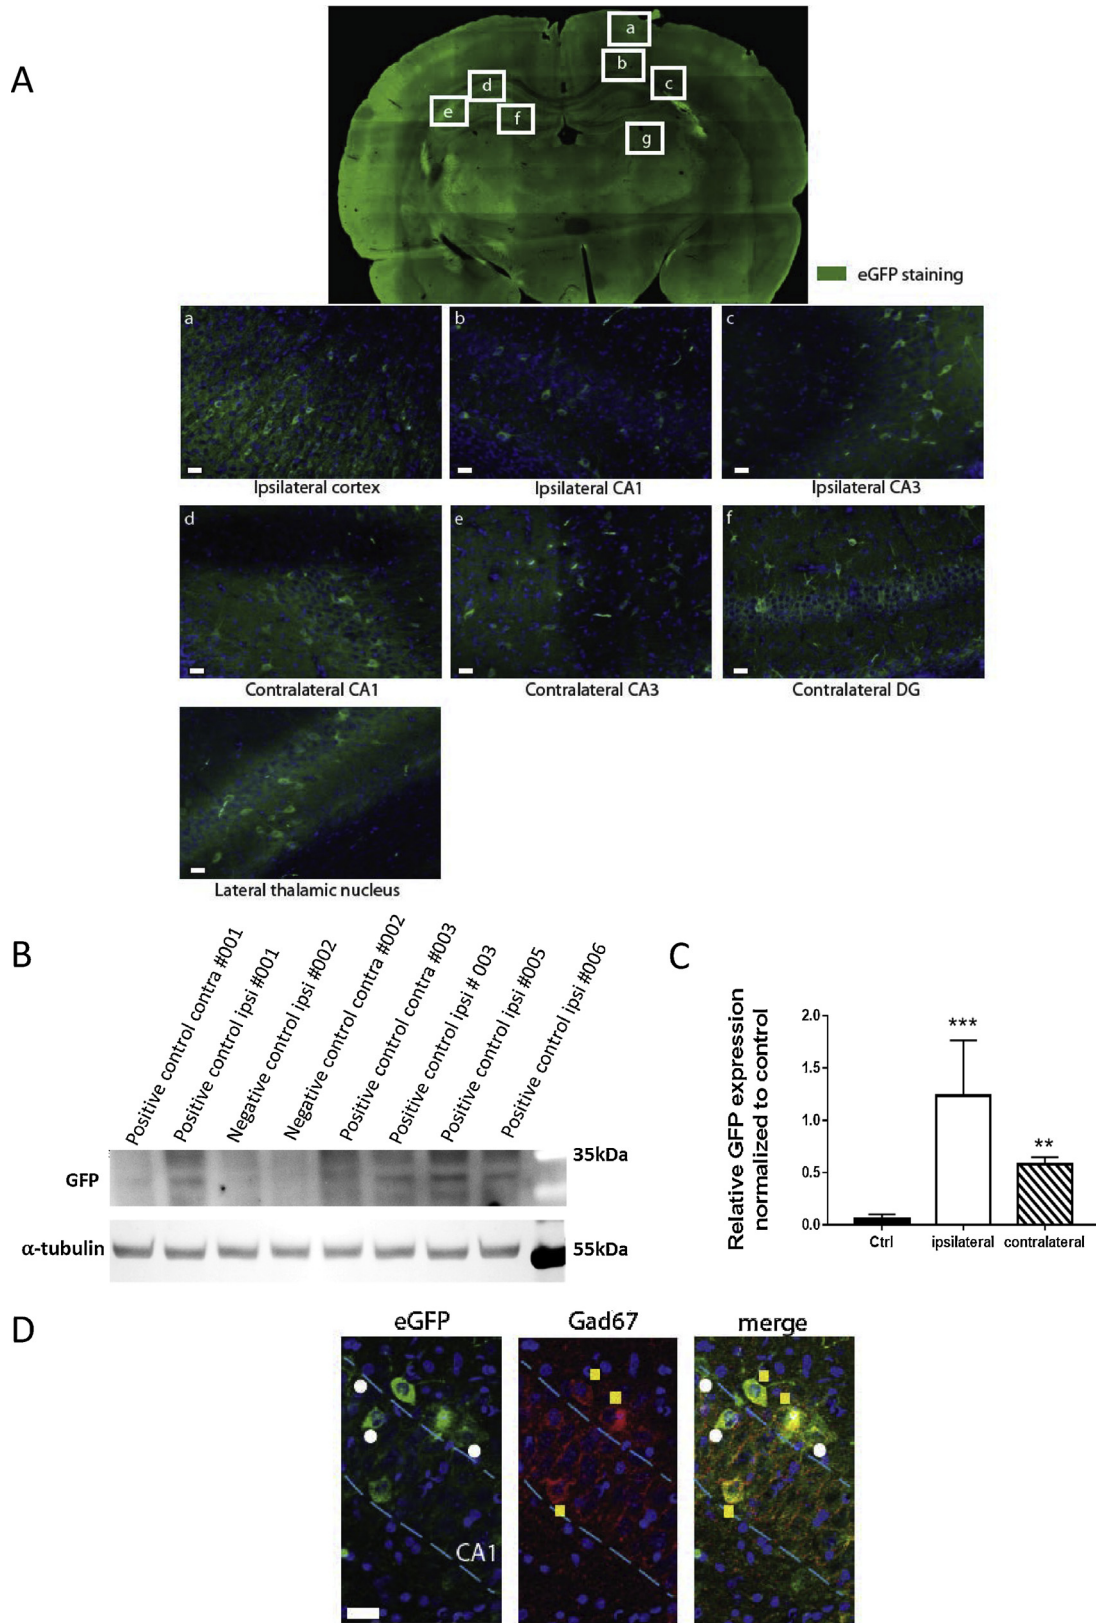 A
a
b
c
d
e
f
g
eGFP staining
a
b
c
Ipsilateral cortex
Ipsilateral CA1
Ipsilateral CA3
d
e
f
Contralateral CA1
Contralateral CA3
Contralateral DG
Lateral thalamic nucleus
B
Positive control contra #001
Positive control ipsi #001
Negative control ipsi #002
Negative control contra #002
Positive control contra #003
Positive control ipsi # 003
Positive control ipsi #005
Positive control ipsi #006
GFP
35kDa
α-tubulin
55kDa
C
Relative GFP expression
normalized to control
2.0
1.5
1.0
0.5
0.0
***
**
Ctrl
ipsilateral
contralateral
D
eGFP
Gad67
merge
CA1